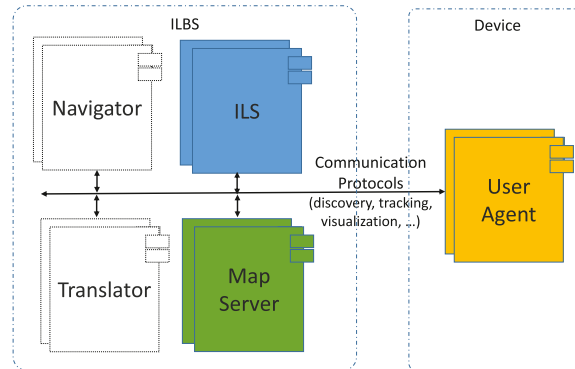 ILBS
Device
Navigator
ILS
Communication
Protocols
(discovery, tracking,
visualization, ...)
User
Agent
Translator
Map
Server